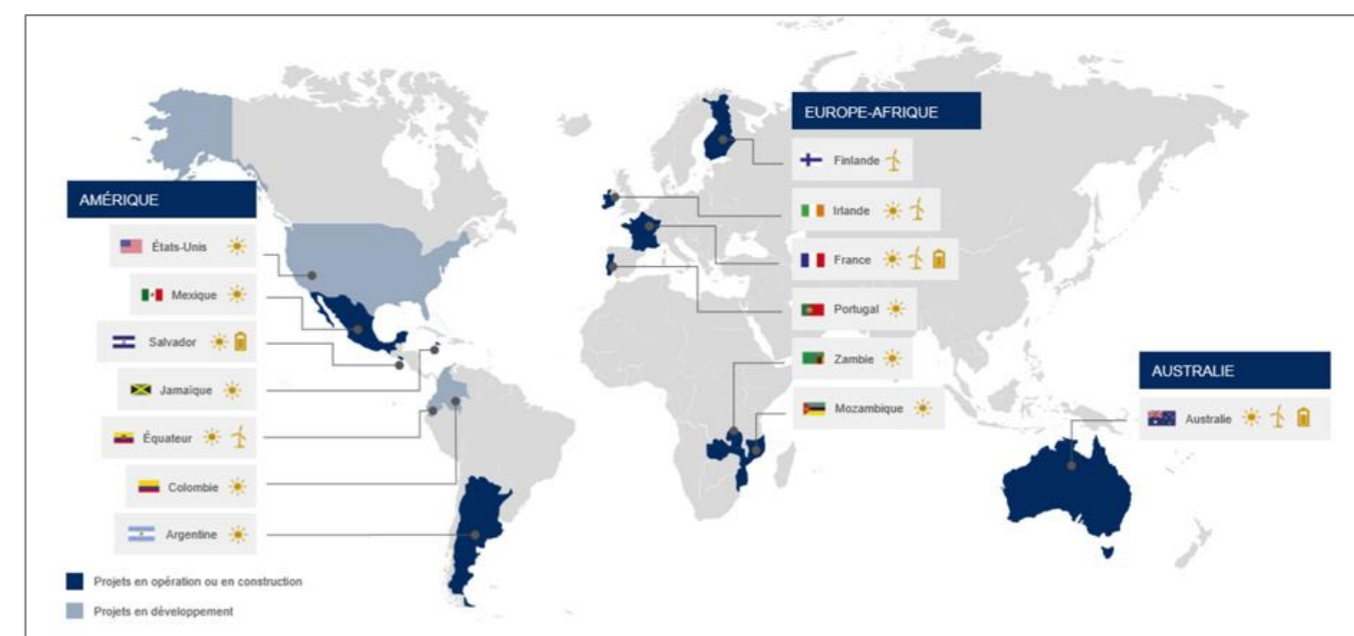 AMÉRIQUE
États-Unis
Mexique
Salvador
Jamaïque
Équateur
Colombie
Argentine
Projets en opération ou en construction
Projets en développement
EUROPE-AFRIQUE
Finlande
Irlande
France
Portugal
Zambie
Mozambique
AUSTRALIE
Australie